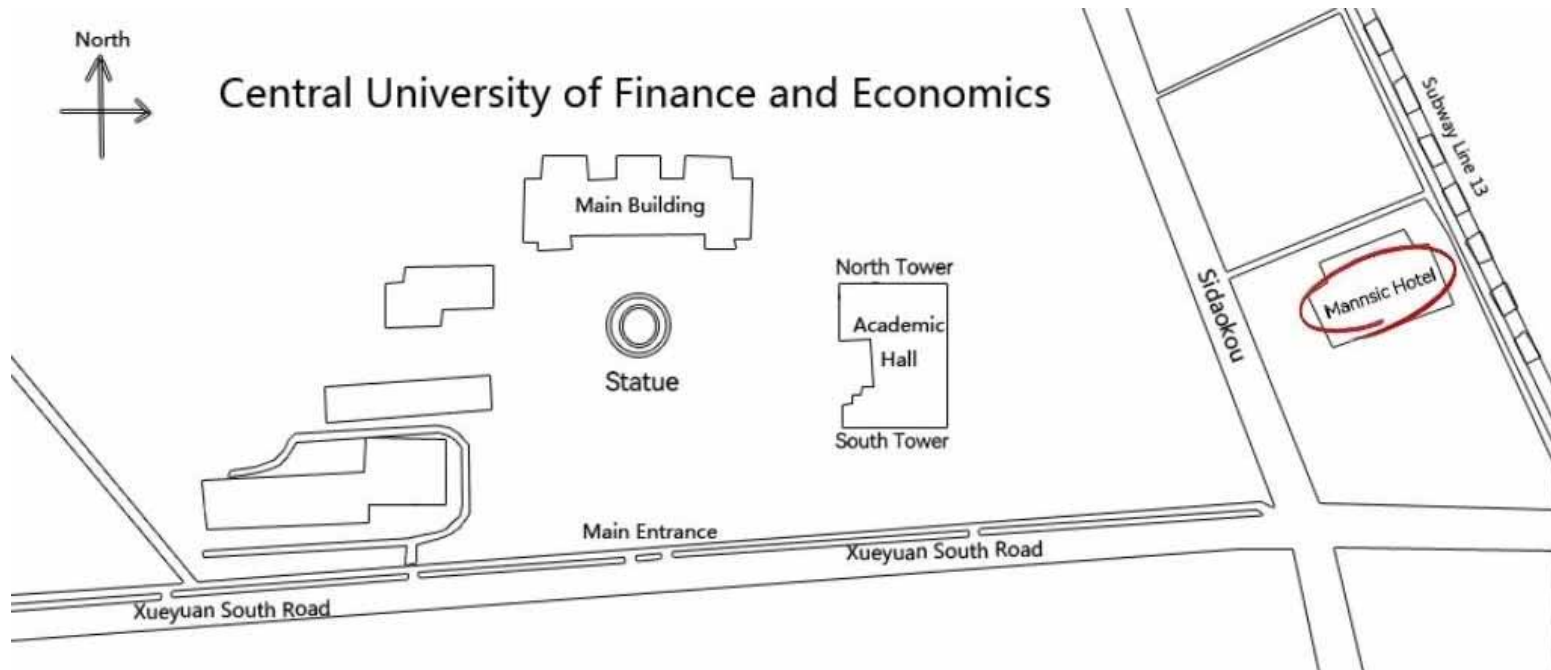 North
Central University of Finance and Economics
Subway Line 13
Main Building
North Tower
Academic
Hall
Sidaokou
Mannsic Hotel
Statue
South Tower
Main Entrance
Xueyuan South Road
Xueyuan South Road